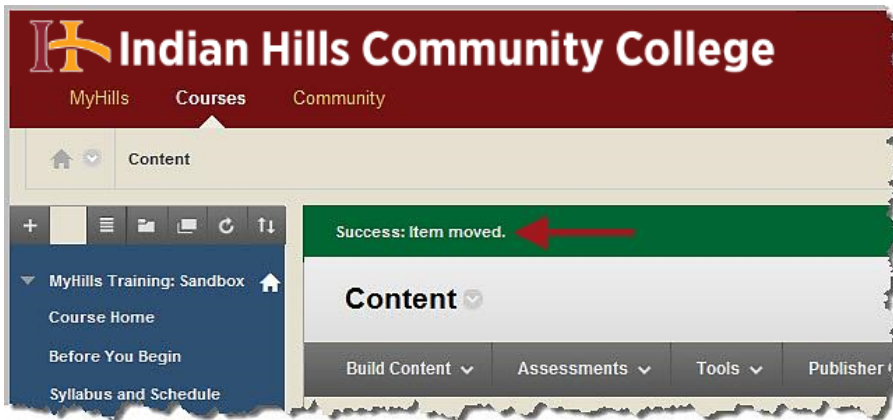 Indian Hills Community College
MyHills Courses Community
Content
Success: Item moved.
MyHills Training: Sandbox
Course Home
Before You Begin
Syllabus and Schedule
Content
Build Content Assessments Tools Publisher